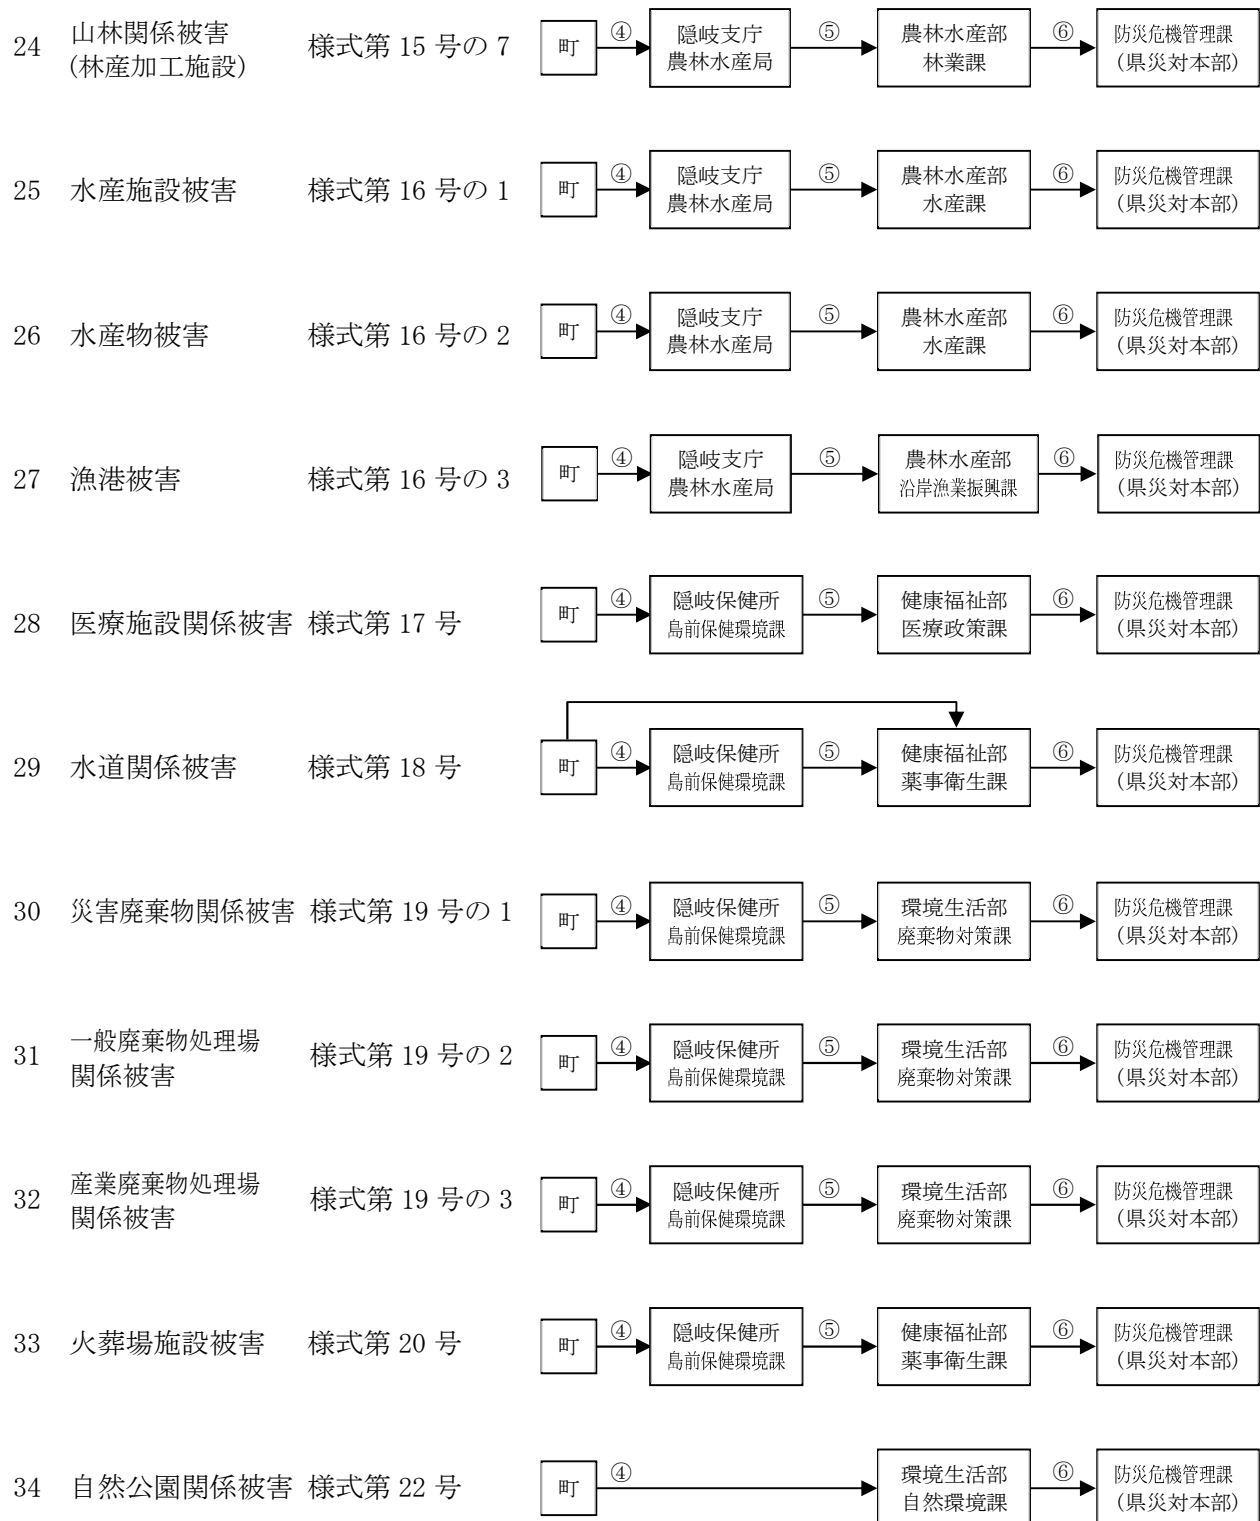 24 山林関係被害 様式第 15 号の 7
(林産加工施設)
町 ④ 隠岐支庁 ⑤ 農林水産部 ⑥ 防災危機管理課
農林水産局 林業課 (県災対本部)
25 水産施設被害 様式第 16 号の 1
町 ④ 隠岐支庁 ⑤ 農林水産部 ⑥ 防災危機管理課
農林水産局 水産課 (県災対本部)
26 水産物被害 様式第 16 号の 2
町 ④ 隠岐支庁 ⑤ 農林水産部 ⑥ 防災危機管理課
農林水産局 水産課 (県災対本部)
27 漁港被害 様式第 16 号の 3
町 ④ 隠岐支庁 ⑤ 農林水産部 ⑥ 防災危機管理課
農林水産局 沿岸漁業振興課 (県災対本部)
28 医療施設関係被害 様式第 17 号
町 ④ 隠岐保健所 ⑤ 健康福祉部 ⑥ 防災危機管理課
島前保健環境課 医療政策課 (県災対本部)
29 水道関係被害 様式第 18 号
町 ④ 隠岐保健所 ⑤ 健康福祉部 ⑥ 防災危機管理課
島前保健環境課 薬事衛生課 (県災対本部)
30 災害廃棄物関係被害 様式第 19 号の 1
町 ④ 隠岐保健所 ⑤ 環境生活部 ⑥ 防災危機管理課
島前保健環境課 廃棄物対策課 (県災対本部)
31 一般廃棄物処理場 様式第 19 号の 2
関係被害
町 ④ 隠岐保健所 ⑤ 環境生活部 ⑥ 防災危機管理課
島前保健環境課 廃棄物対策課 (県災対本部)
32 産業廃棄物処理場 様式第 19 号の 3
関係被害
町 ④ 隠岐保健所 ⑤ 環境生活部 ⑥ 防災危機管理課
島前保健環境課 廃棄物対策課 (県災対本部)
33 火葬場施設被害 様式第 20 号
町 ④ 隠岐保健所 ⑤ 健康福祉部 ⑥ 防災危機管理課
島前保健環境課 薬事衛生課 (県災対本部)
34 自然公園関係被害 様式第 22 号
町 ④ 環境生活部 ⑥ 防災危機管理課
自然環境課 (県災対本部)